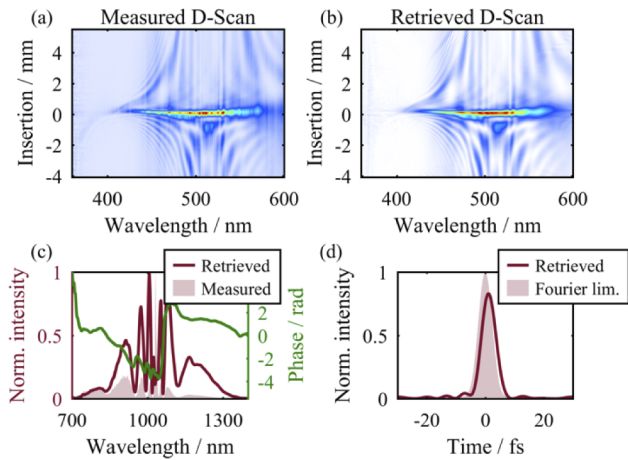 (a) Measured D-Scan
(b) Retrieved D-Scan
Insertion / mm
4
2
0
-2
-4
400 500 600
Wavelength / nm
Insertion / mm
4
2
0
-2
-4
400 500 600
Wavelength / nm
(c)
Retrieved
Measured
Norm. intensity
1
0.5
0
Phase / rad
2
0
-2
-4
700 1000 1300
Wavelength / nm
(d)
Retrieved
Fourier lim.
Norm. intensity
1
0.5
0
-20 0 20
Time / fs